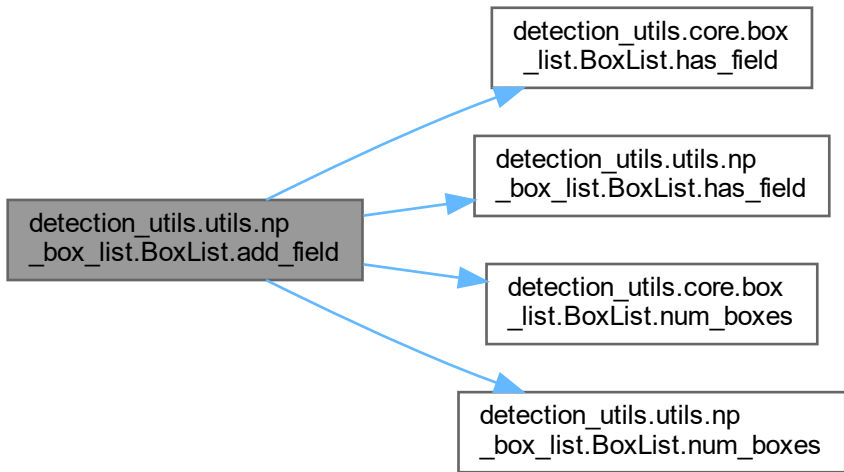 detection_utils.core.box
_list.BoxList.has_field
detection_utils.utils.np
_box_list.BoxList.has_field
detection_utils.utils.np
_box_list.BoxList.add_field
detection_utils.core.box
_list.BoxList.num_boxes
detection_utils.utils.np
_box_list.BoxList.num_boxes